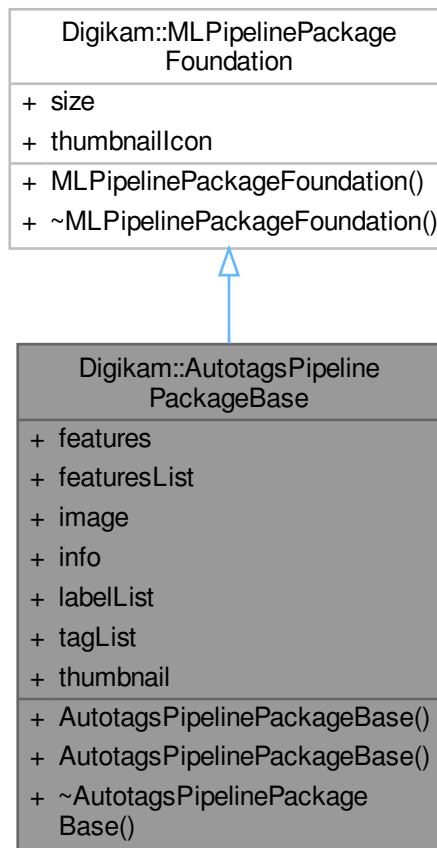 Digikam::MLPipelinePackage
Foundation
+ size
+ thumbnailIcon
+ MLPipelinePackageFoundation()
+ ~MLPipelinePackageFoundation()
Digikam::AutotagsPipeline
PackageBase
+ features
+ featuresList
+ image
+ info
+ labelList
+ tagList
+ thumbnail
+ AutotagsPipelinePackageBase()
+ AutotagsPipelinePackageBase()
+ ~AutotagsPipelinePackage
Base()